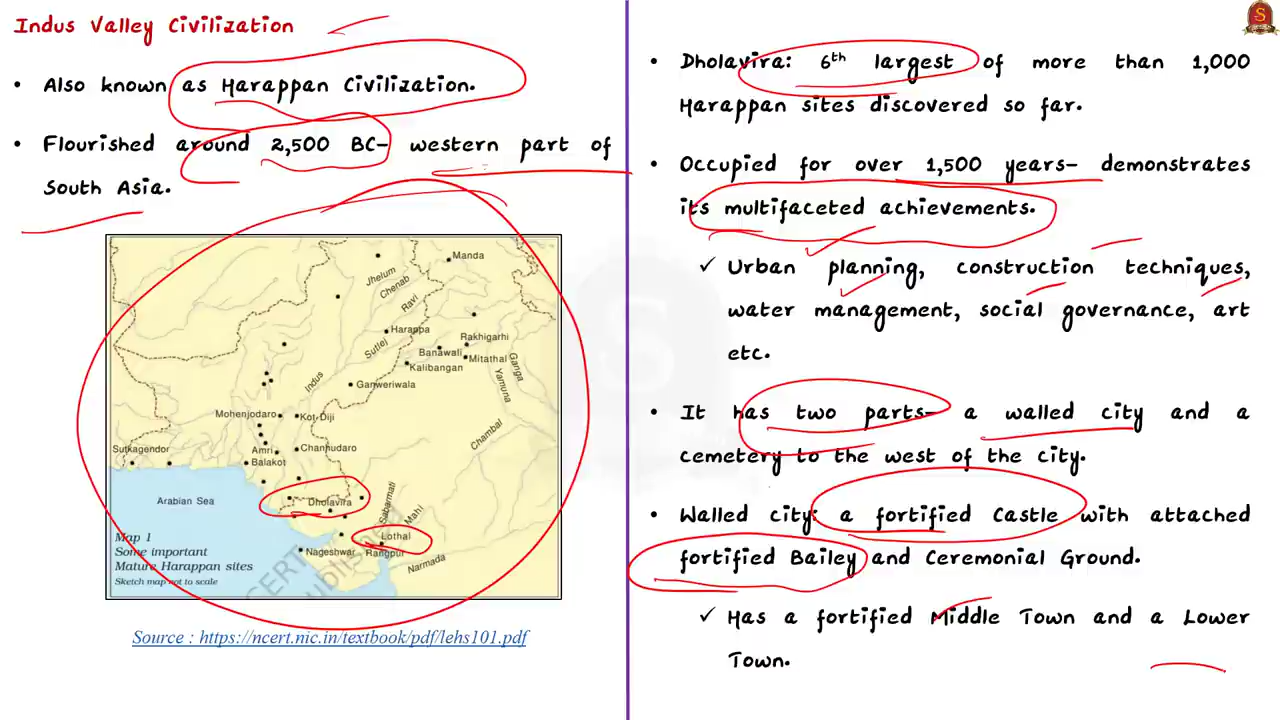 Indus Valley Civilization
• Also known as Harappan Civilization.
• Flourished around 2,500 BC- western part of
South Asia.
Manda
Jhelum
Chenab
Ravi
Harappa
Sutlej
Rakhigarhi
Banawali
Mitathal
Kalibangan
Ganga
Yamuna
Indus
Ganweriwala
Mohenjodaro
Kot Diji
Chambal
Sutkagendor
Amri
Chanhudaro
Balakot
Arabian Sea
Dholavira
Sabarmati
Mahi
Lothal
Nageshwar
Rangpur
Narmada
Map 1
Some important
Mature Harappan sites
Sketch map not to scale
Source : https://ncert.nic.in/textbook/pdf/lehs101.pdf
S
• Dholavira: 6th largest of more than 1,000
Harappan sites discovered so far.
• Occupied for over 1,500 years- demonstrates
its multifaceted achievements.
✓ Urban planning, construction techniques,
water management, social governance, art
etc.
• It has two parts- a walled city and a
cemetery to the west of the city.
• Walled city: a fortified Castle with attached
fortified Bailey and Ceremonial Ground.
✓ Has a fortified Middle Town and a Lower
Town.